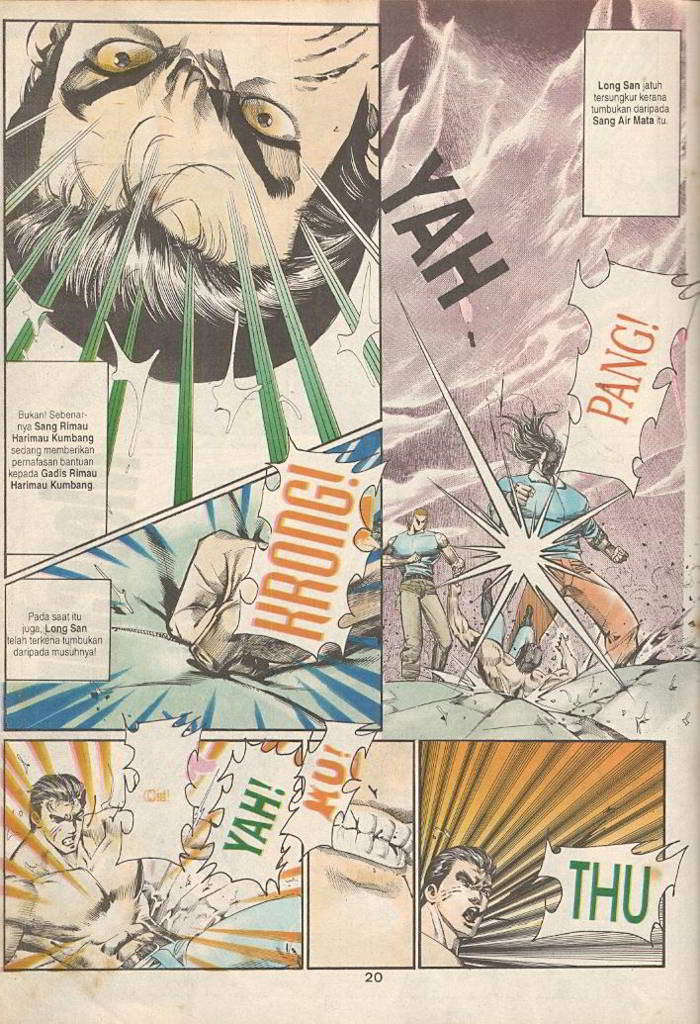 Bukan! Sebenar-
nya Sang Rimau
Harimau Kumbang
sedang memberikan
pernafasan bantuan
kepada Gadis Rimau
Harimau Kumbang.
Long San jatuh
tersungkur kerana
tumbukan daripada
Sang Air Mata itu.
YAH
PANG!
KRONG!
Pada saat itu
juga, Long San
telah terkena tumbukan
daripada musuhnya!
YAH!
MU!
THU
20